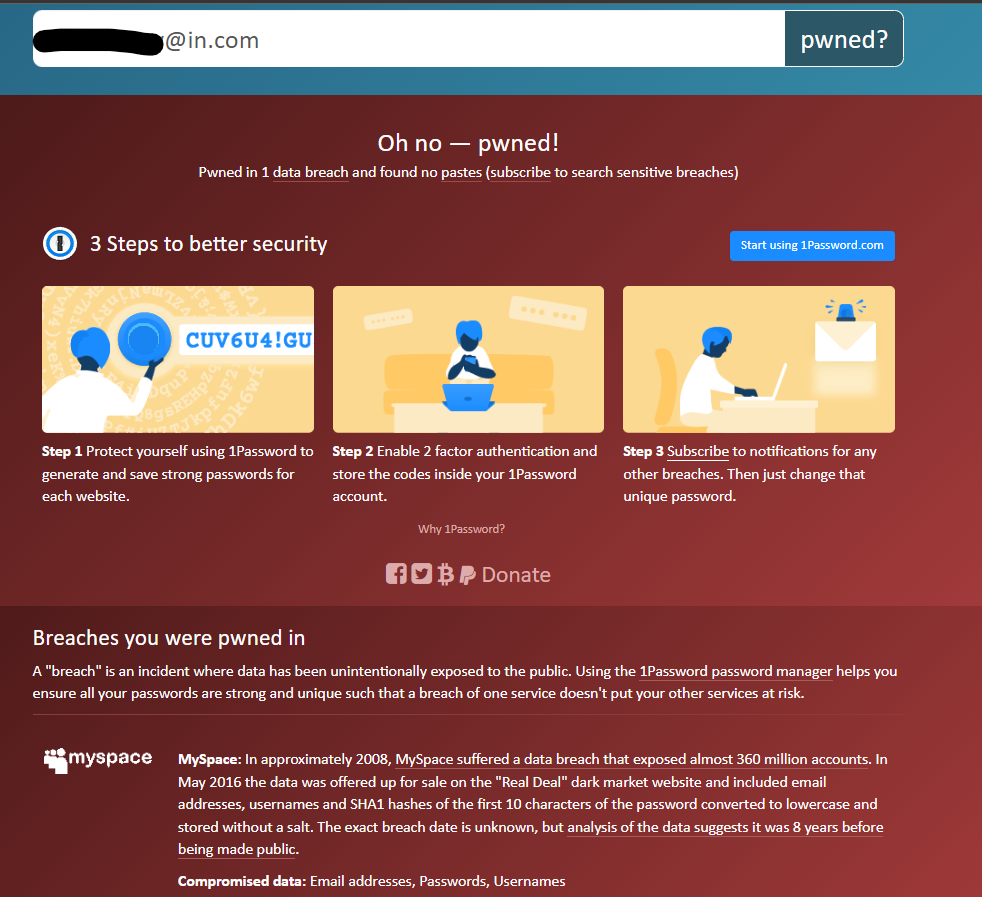 @in.com
pwned?
Oh no — pwned!
Pwned in 1 data breach and found no pastes (subscribe to search sensitive breaches)
3 Steps to better security
Start using 1Password.com
CUV6U4!GU
Step 1 Protect yourself using 1Password to
generate and save strong passwords for
each website.
Step 2 Enable 2 factor authentication and
store the codes inside your 1Password
account.
Step 3 Subscribe to notifications for any
other breaches. Then just change that
unique password.
Why 1Password?
Donate
Breaches you were pwned in
A "breach" is an incident where data has been unintentionally exposed to the public. Using the 1Password password manager helps you
ensure all your passwords are strong and unique such that a breach of one service doesn't put your other services at risk.
myspace
MySpace: In approximately 2008, MySpace suffered a data breach that exposed almost 360 million accounts. In
May 2016 the data was offered up for sale on the "Real Deal" dark market website and included email
addresses, usernames and SHA1 hashes of the first 10 characters of the password converted to lowercase and
stored without a salt. The exact breach date is unknown, but analysis of the data suggests it was 8 years before
being made public.
Compromised data: Email addresses, Passwords, Usernames